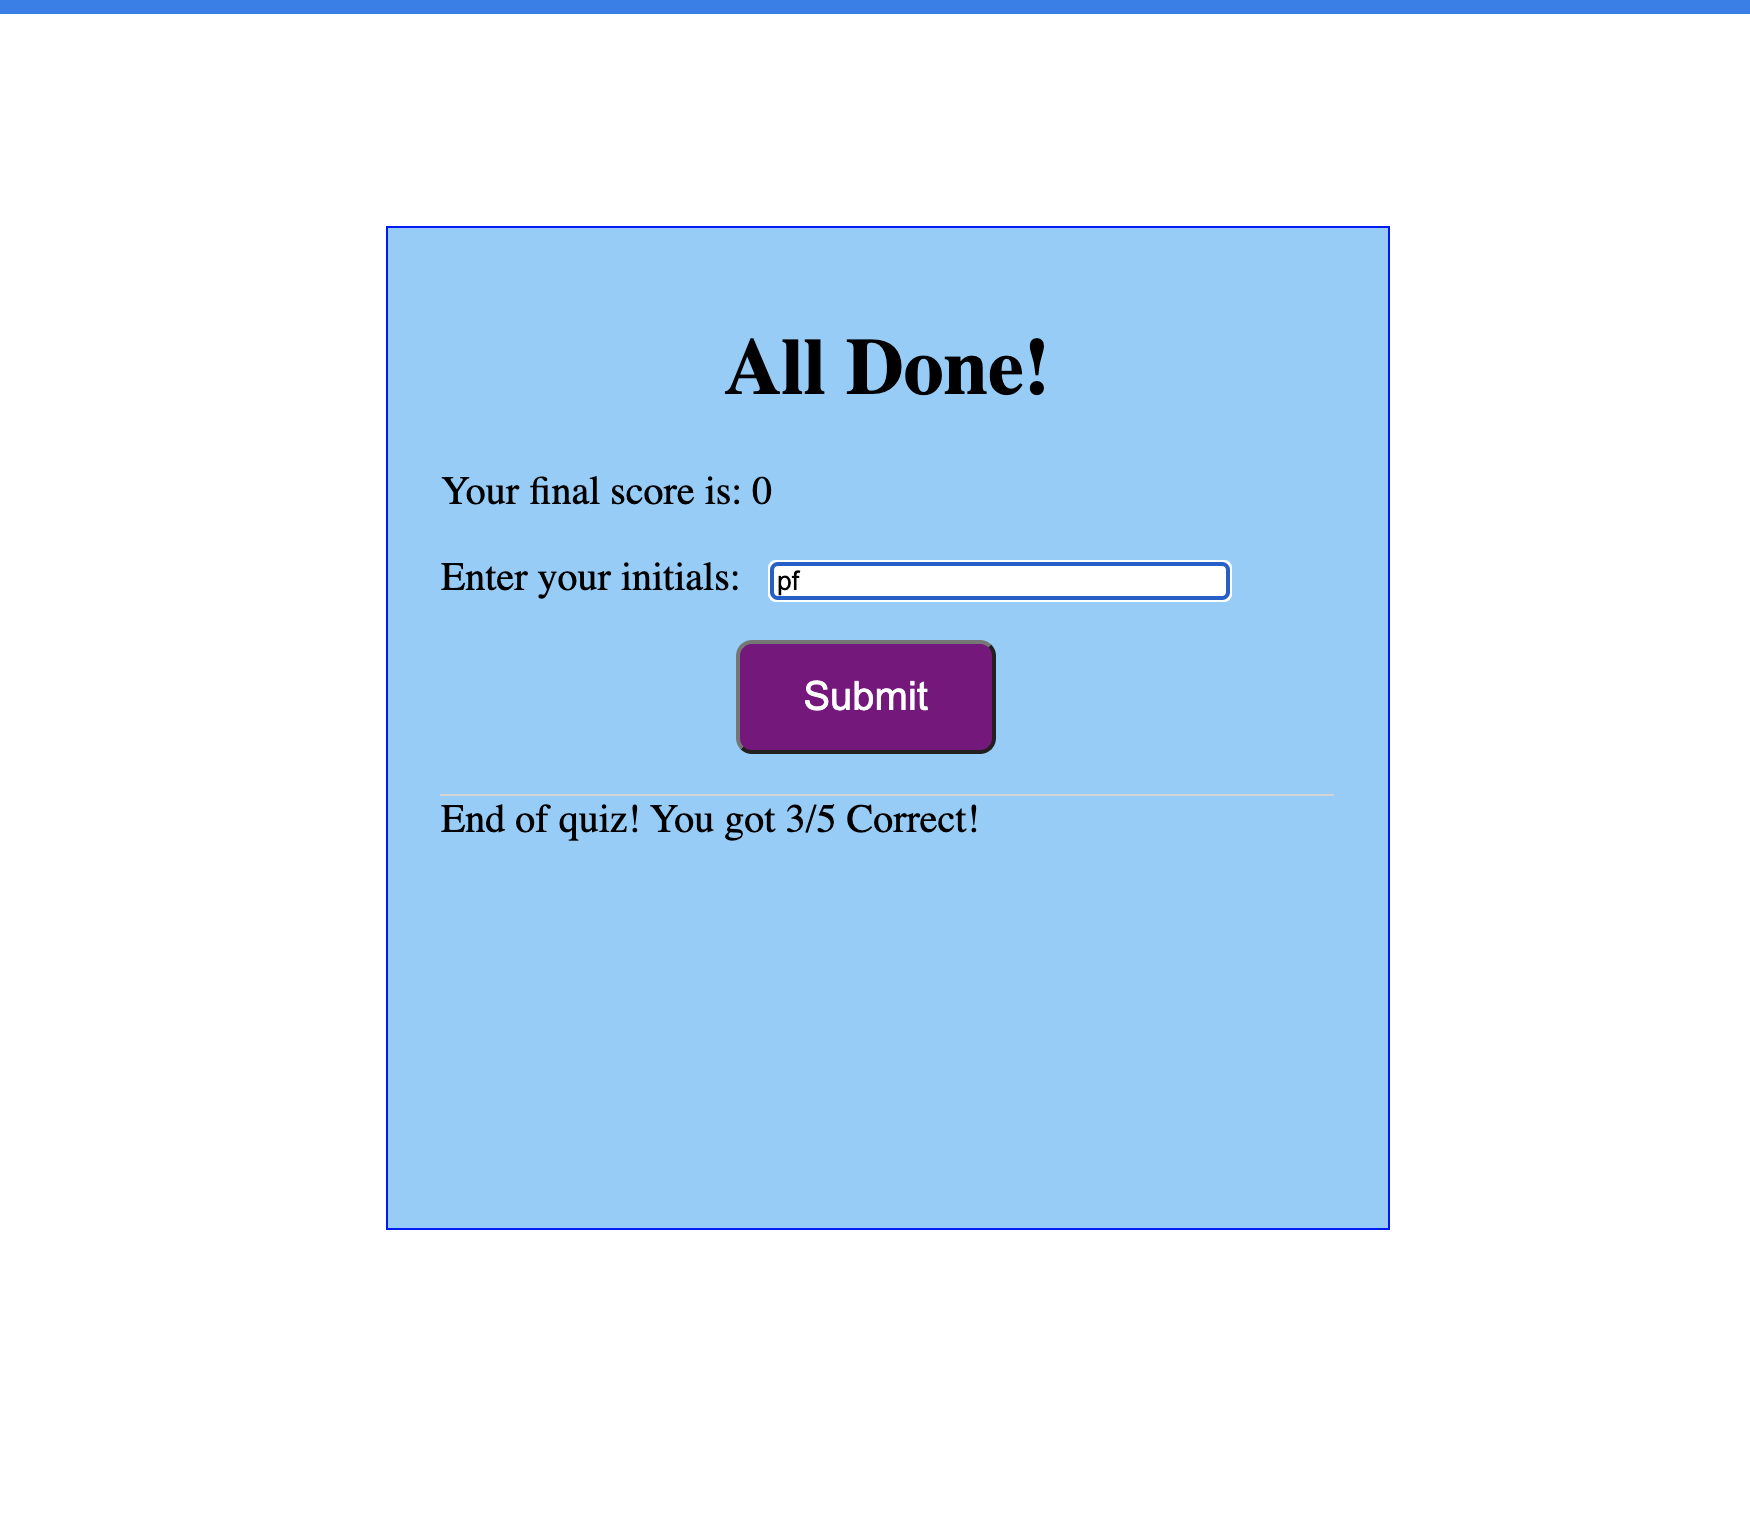 All Done!
Your final score is: 0
Enter your initials: pf
Submit
End of quiz! You got 3/5 Correct!